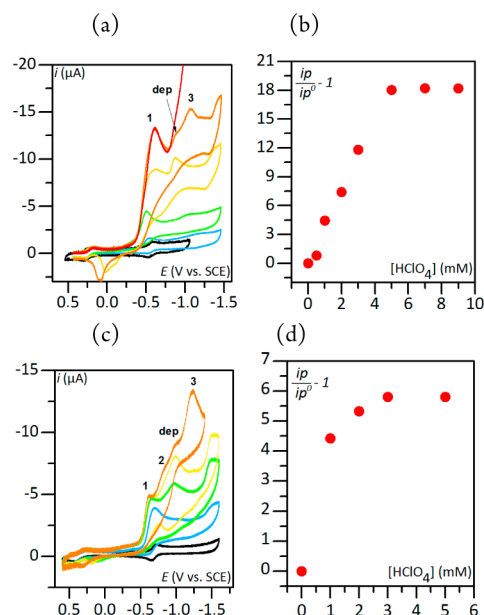 (a)
(b)
i (µA)
-20
-15
-10
-5
0
dep
1
3
E (V vs. SCE)
0.5 0.0 -0.5 -1.0 -1.5
ip/ip⁰ - 1
21
18
15
12
9
6
3
0
[HClO₄] (mM)
0 2 4 6 8 10
(c)
(d)
i (µA)
-15
-10
-5
0
3
dep
2
1
E (V vs. SCE)
0.5 0.0 -0.5 -1.0 -1.5
ip/ip⁰ - 1
7
6
5
4
3
2
1
0
[HClO₄] (mM)
0 1 2 3 4 5 6